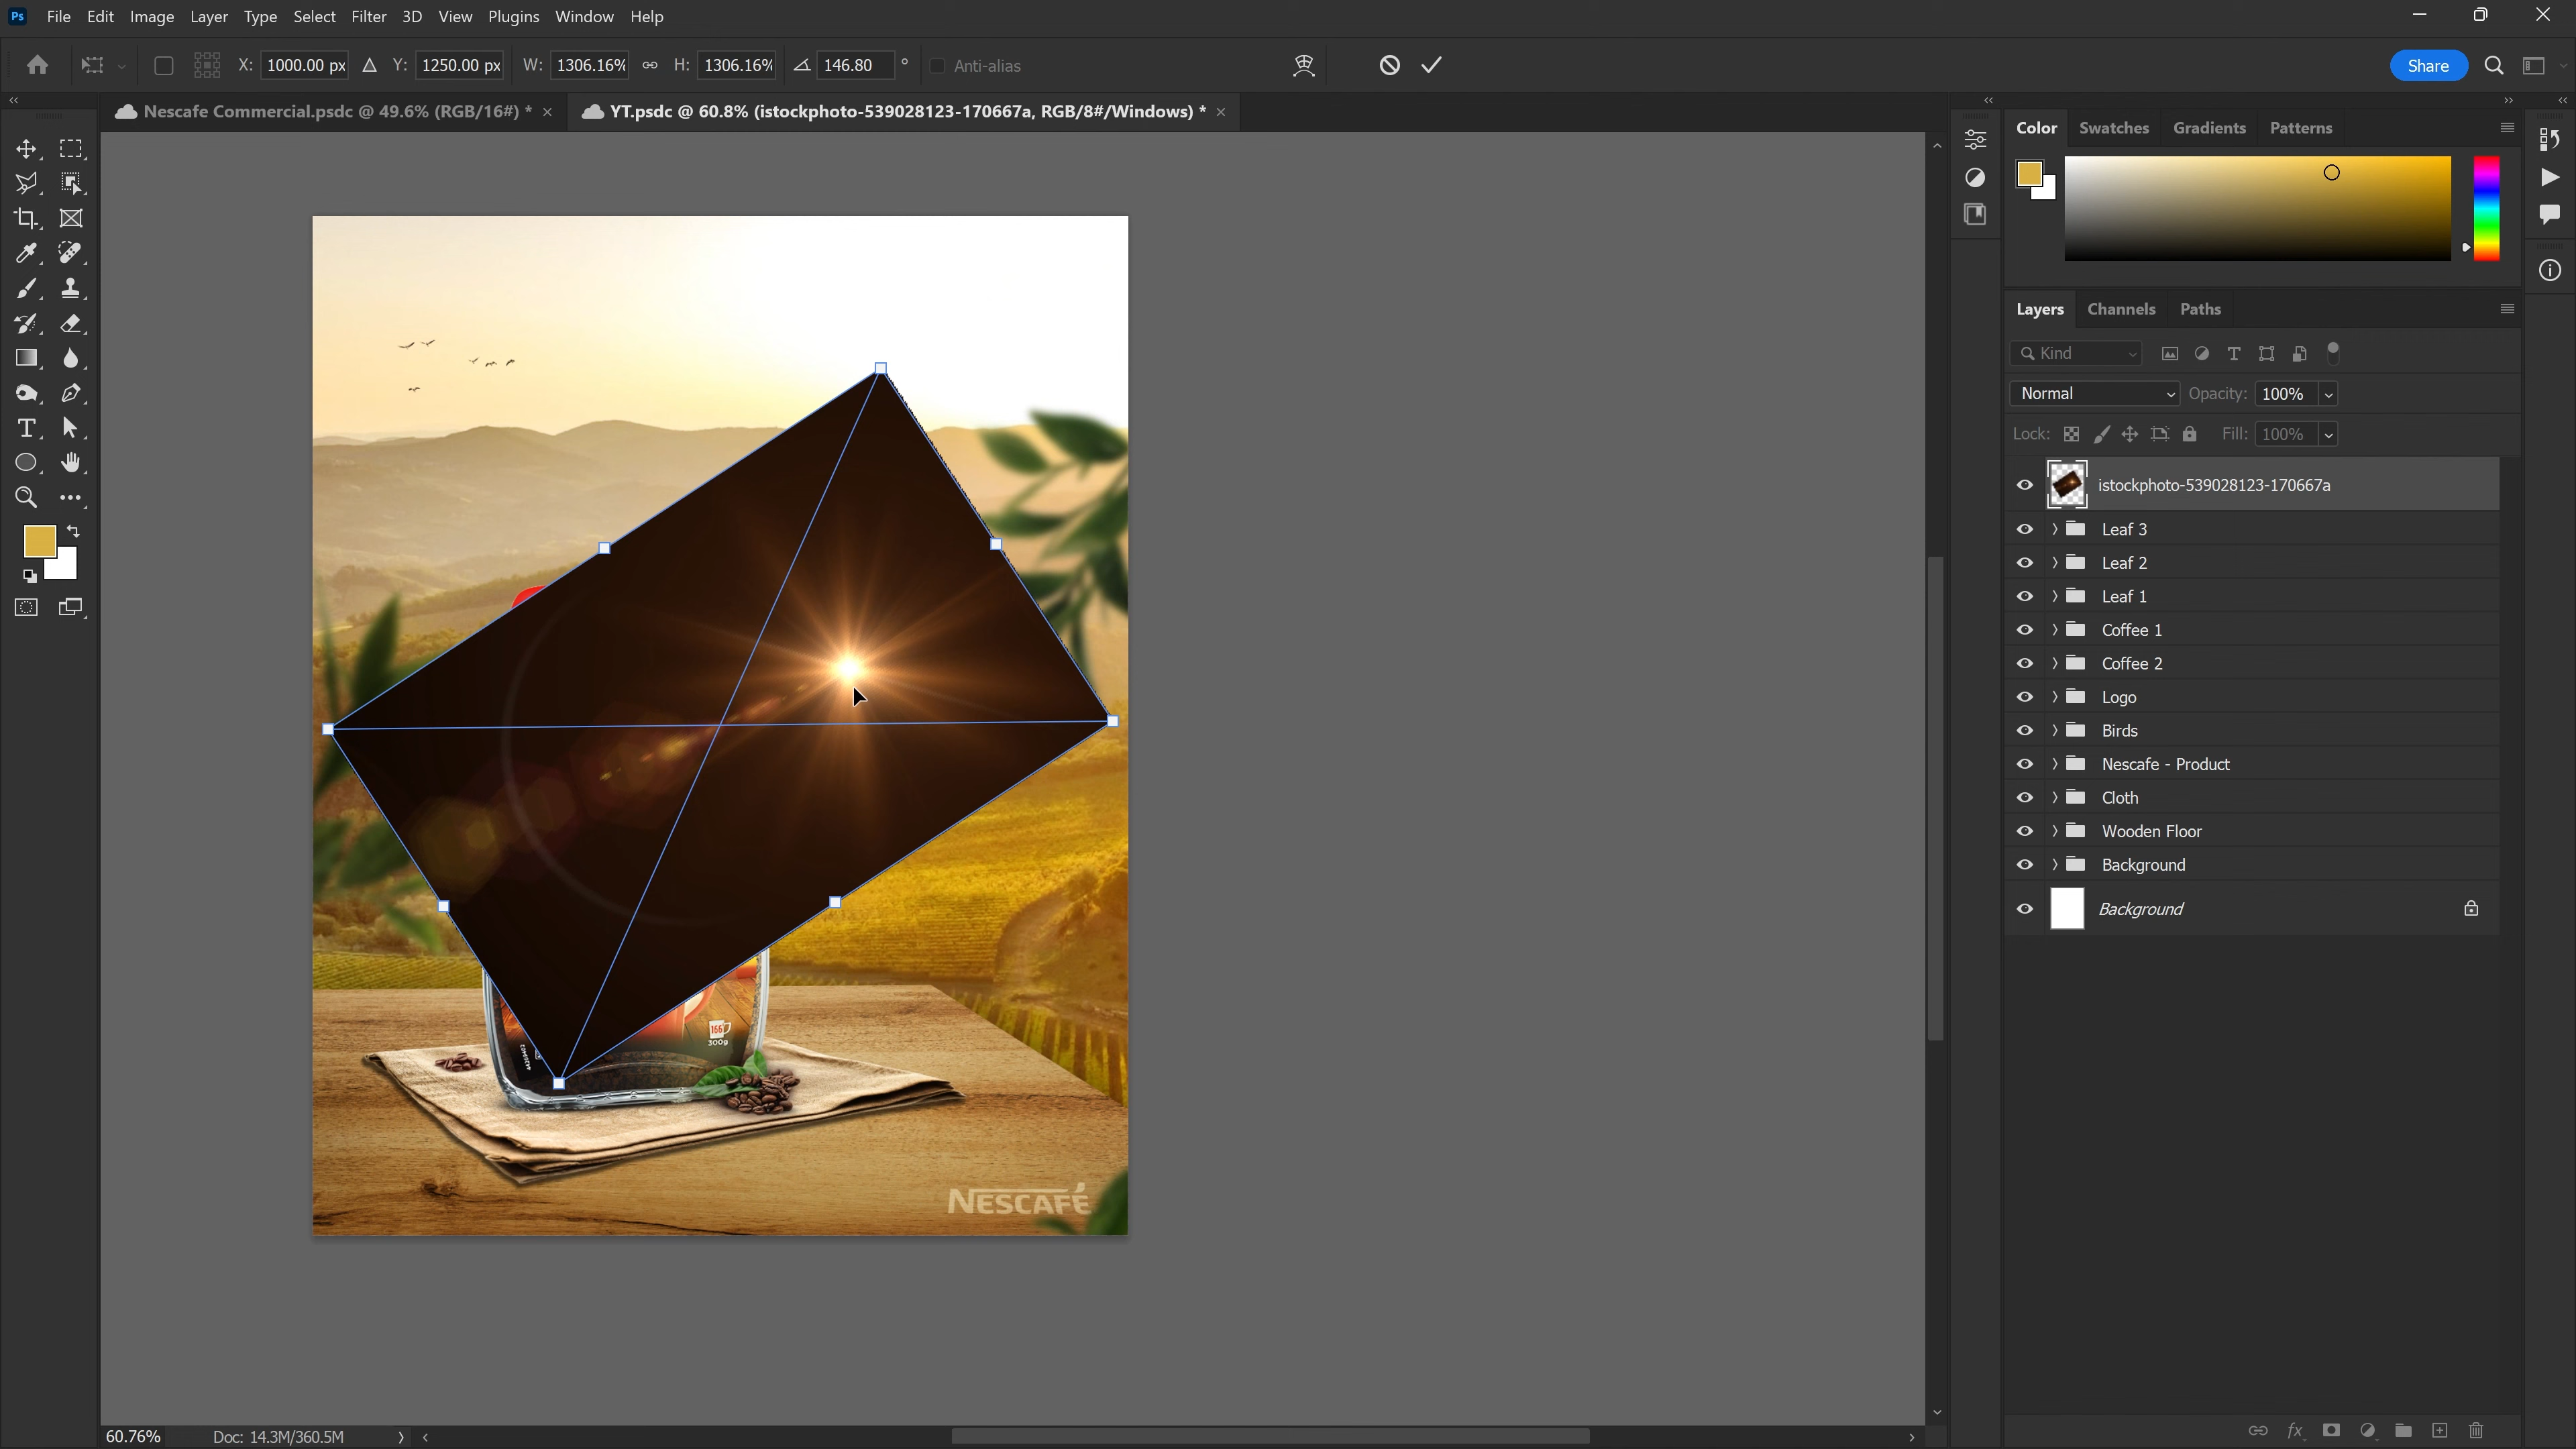 Ps File Edit Image Layer Type Select Filter 3D View Plugins Window Help
X: 1000.00 px Y: 1250.00 px W: 1306.16% H: 1306.16% 146.80 ° Anti-alias Share
Nescafe Commercial.psdc @ 49.6% (RGB/16#) * × YT.psdc @ 60.8% (istockphoto-539028123-170667a, RGB/8#/Windows) * ×
Color Swatches Gradients Patterns
Layers Channels Paths
Kind
Normal Opacity: 100%
Lock: Fill: 100%
istockphoto-539028123-170667a
Leaf 3
Leaf 2
Leaf 1
Coffee 1
Coffee 2
Logo
Birds
Nescafe - Product
Cloth
Wooden Floor
Background
Background
166
300g
NESCAFÉ
60.76% Doc: 14.3M/360.5M
fx